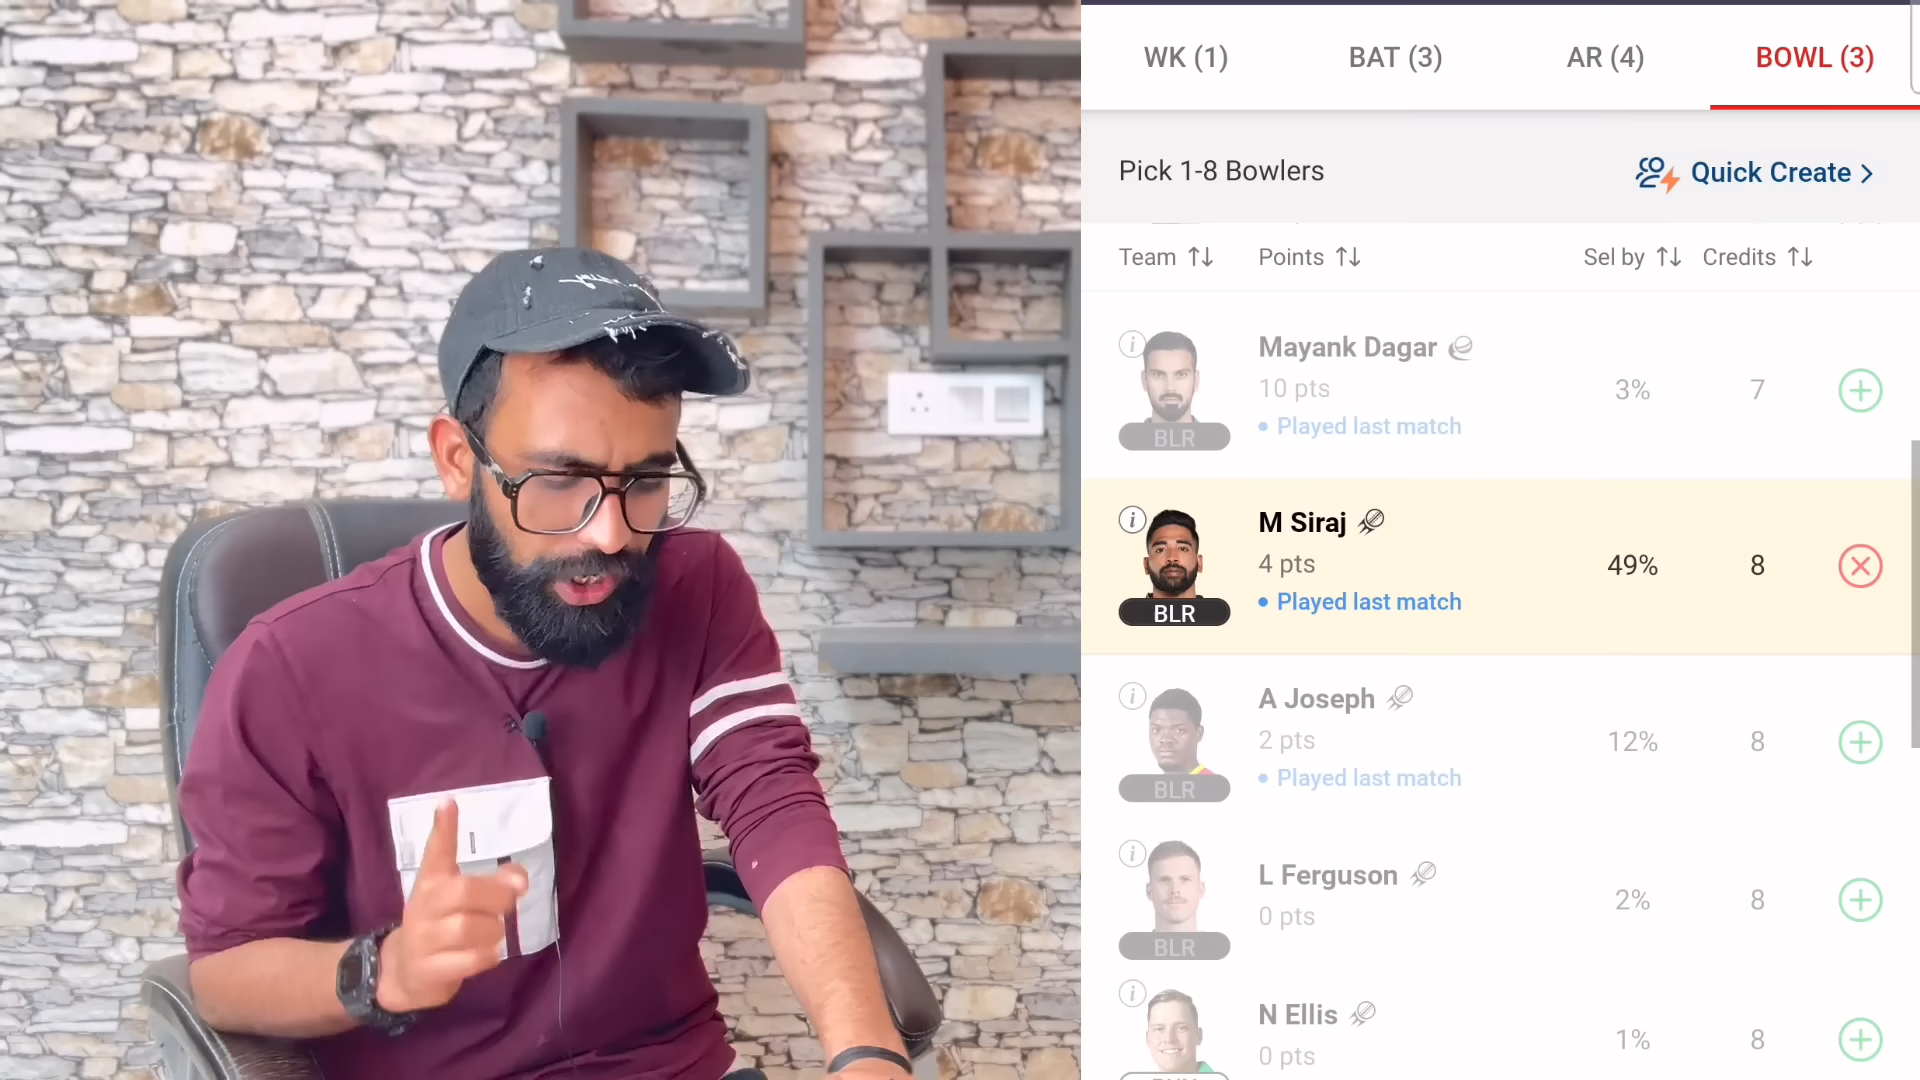 WK (1) BAT (3) AR (4) BOWL (3)
Pick 1-8 Bowlers Quick Create >
Team Points Sel by Credits
Mayank Dagar
10 pts 3% 7
• Played last match
BLR
M Siraj
4 pts 49% 8
• Played last match
BLR
A Joseph
2 pts 12% 8
• Played last match
BLR
L Ferguson
0 pts 2% 8
BLR
N Ellis
0 pts 1% 8